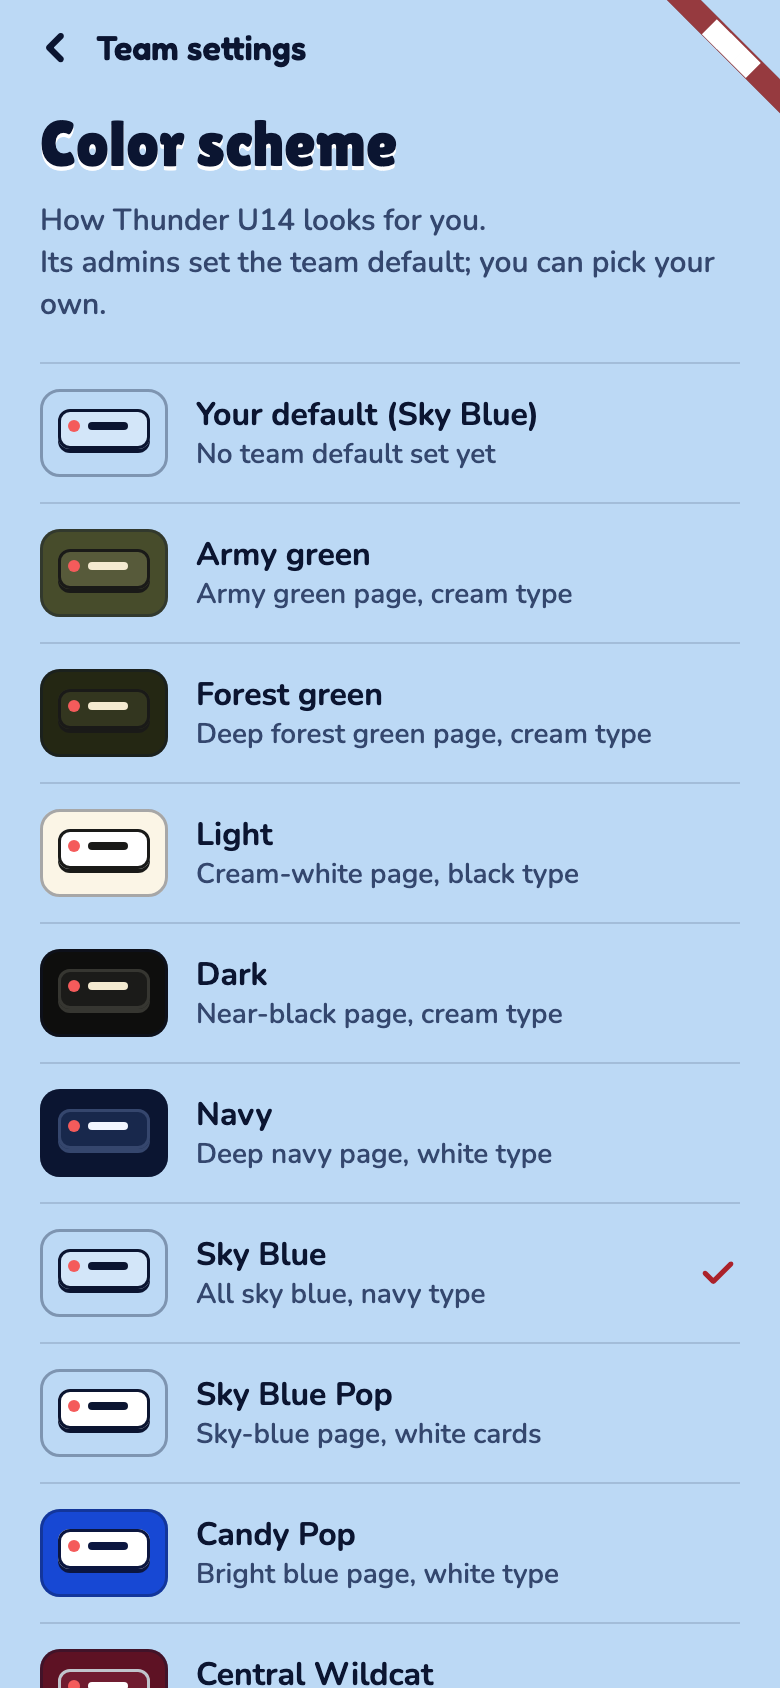 Team settings
Color scheme
How Thunder U14 looks for you.
Its admins set the team default; you can pick your
own.
Your default (Sky Blue)
No team default set yet
Army green
Army green page, cream type
Forest green
Deep forest green page, cream type
Light
Cream-white page, black type
Dark
Near-black page, cream type
Navy
Deep navy page, white type
Sky Blue
All sky blue, navy type
Sky Blue Pop
Sky-blue page, white cards
Candy Pop
Bright blue page, white type
Central Wildcat